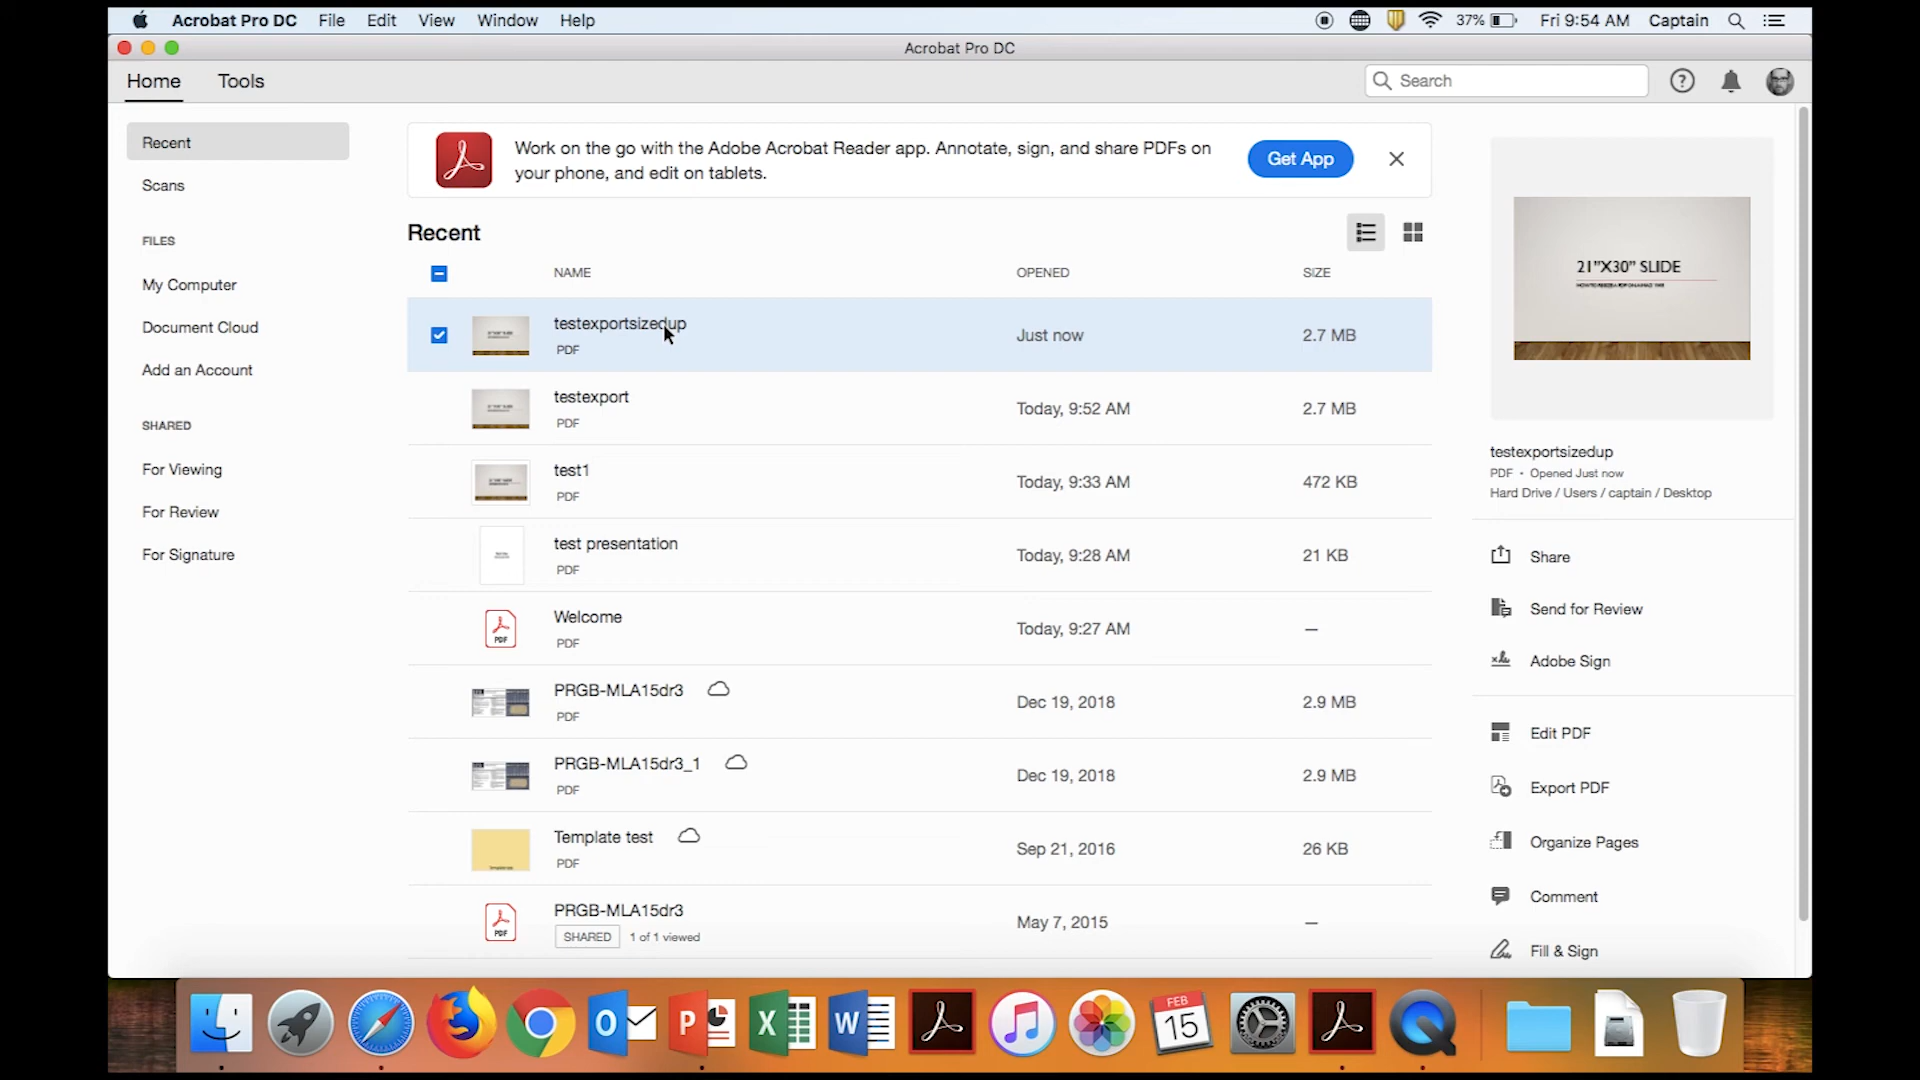 Acrobat Pro DC File Edit View Window Help 37% Fri 9:54 AM Captain
Acrobat Pro DC
Home Tools Search
Recent
Scans
FILES
My Computer
Document Cloud
Add an Account
SHARED
For Viewing
For Review
For Signature
Work on the go with the Adobe Acrobat Reader app. Annotate, sign, and share PDFs on
your phone, and edit on tablets.
Get App
Recent
NAME OPENED SIZE
testexportsizedup Just now 2.7 MB
PDF
testexport Today, 9:52 AM 2.7 MB
PDF
test1 Today, 9:33 AM 472 KB
PDF
test presentation Today, 9:28 AM 21 KB
PDF
Welcome Today, 9:27 AM —
PDF
PDF
PRGB-MLA15dr3 Dec 19, 2018 2.9 MB
PDF
PRGB-MLA15dr3_1 Dec 19, 2018 2.9 MB
PDF
Template test Sep 21, 2016 26 KB
PDF
PRGB-MLA15dr3 May 7, 2015 —
PDF
SHARED 1 of 1 viewed
21"X30" SLIDE
testexportsizedup
PDF • Opened Just now
Hard Drive / Users / captain / Desktop
Share
Send for Review
Adobe Sign
Edit PDF
Export PDF
Organize Pages
Comment
Fill & Sign
FEB
15